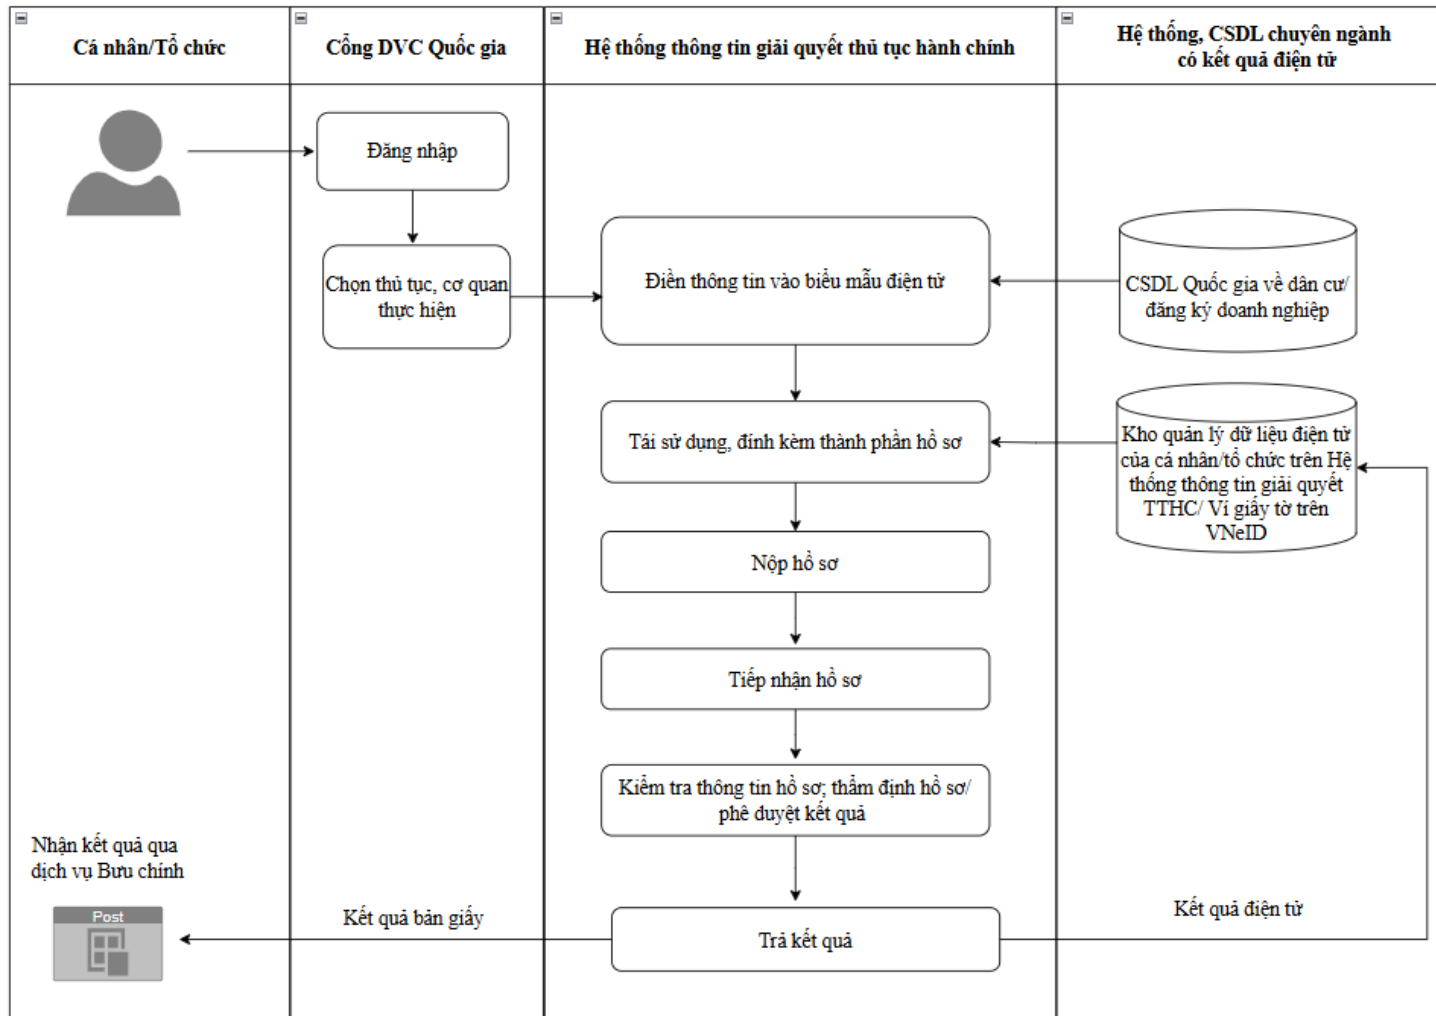 Cá nhân/Tổ chức
Cổng DVC Quốc gia
Hệ thống thông tin giải quyết thủ tục hành chính
Hệ thống, CSDL chuyên ngành
có kết quả điện tử
Đăng nhập
Chọn thủ tục, cơ quan
thực hiện
Điền thông tin vào biểu mẫu điện tử
CSDL Quốc gia về dân cư/
đăng ký doanh nghiệp
Tái sử dụng, đính kèm thành phần hồ sơ
Kho quản lý dữ liệu điện tử
của cá nhân/tổ chức trên Hệ
thống thông tin giải quyết
TTHC/ Ví giấy tờ trên
VNeID
Nộp hồ sơ
Tiếp nhận hồ sơ
Kiểm tra thông tin hồ sơ; thẩm định hồ sơ/
phê duyệt kết quả
Nhận kết quả qua
dịch vụ Bưu chính
Post
Kết quả bản giấy
Trả kết quả
Kết quả điện tử